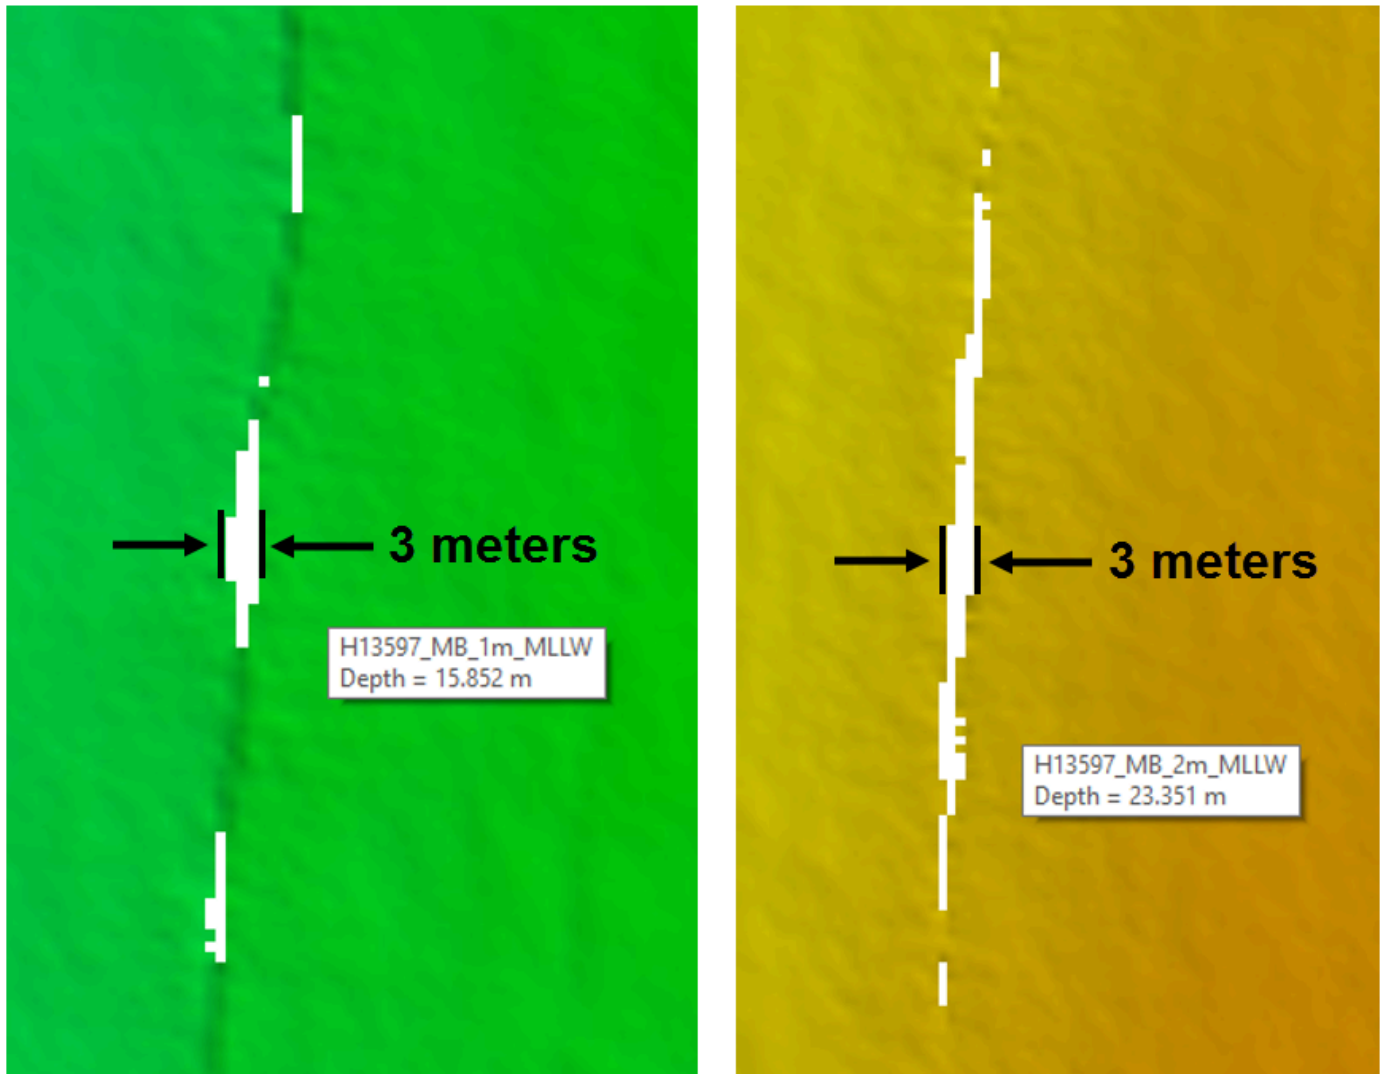 3 meters
H13597_MB_1m_MLLW
Depth = 15.852 m
3 meters
H13597_MB_2m_MLLW
Depth = 23.351 m